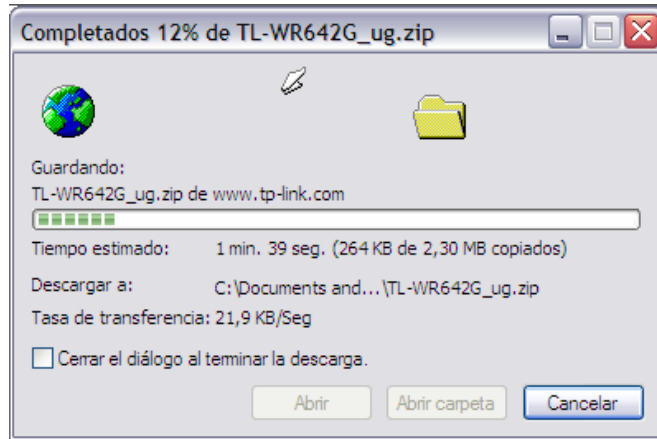 Completados 12% de TL-WR642G_ug.zip
Guardando:
TL-WR642G_ug.zip de www.tp-link.com
Tiempo estimado: 1 min. 39 seg. (264 KB de 2,30 MB copiados)
Descargar a: C:\Documents and...\TL-WR642G_ug.zip
Tasa de transferencia: 21,9 KB/Seg
Cerrar el diálogo al terminar la descarga.
Abrir Abrir carpeta Cancelar